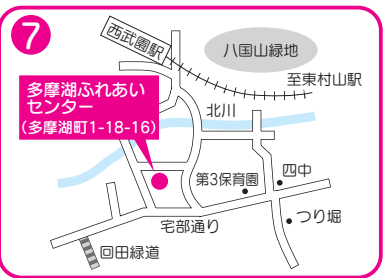 7
西武園駅
八国山緑地
至東村山駅
多摩湖ふれあい
センター
(多摩湖町1-18-16)
北川
第3保育園
四中
宅部通り
つり堀
回田緑道